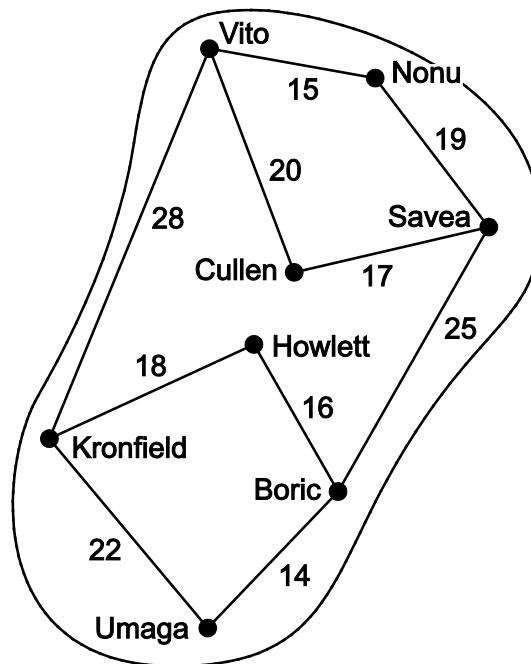 Vito
Nonu
15
19
20
Savea
28
Cullen
17
25
Howlett
18
16
Kronfield
Boric
22
14
Umaga